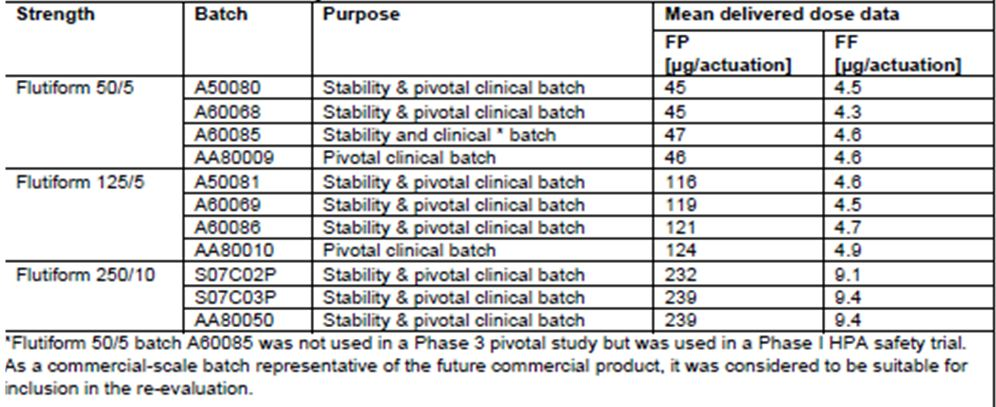 Strength Batch Purpose Mean delivered dose data
FP [µg/actuation] FF [µg/actuation]
Flutiform 50/5 A50080 Stability & pivotal clinical batch 45 4.5
A60068 Stability & pivotal clinical batch 45 4.3
A60085 Stability and clinical * batch 47 4.6
AA80009 Pivotal clinical batch 46 4.6
Flutiform 125/5 A50081 Stability & pivotal clinical batch 116 4.6
A60069 Stability & pivotal clinical batch 119 4.5
A60086 Stability & pivotal clinical batch 121 4.7
AA80010 Pivotal clinical batch 124 4.9
Flutiform 250/10 S07C02P Stability & pivotal clinical batch 232 9.1
S07C03P Stability & pivotal clinical batch 239 9.4
AA80050 Stability & pivotal clinical batch 239 9.4
*Flutiform 50/5 batch A60085 was not used in a Phase 3 pivotal study but was used in a Phase I HPA safety trial.
As a commercial-scale batch representative of the future commercial product, it was considered to be suitable for
inclusion in the re-evaluation.